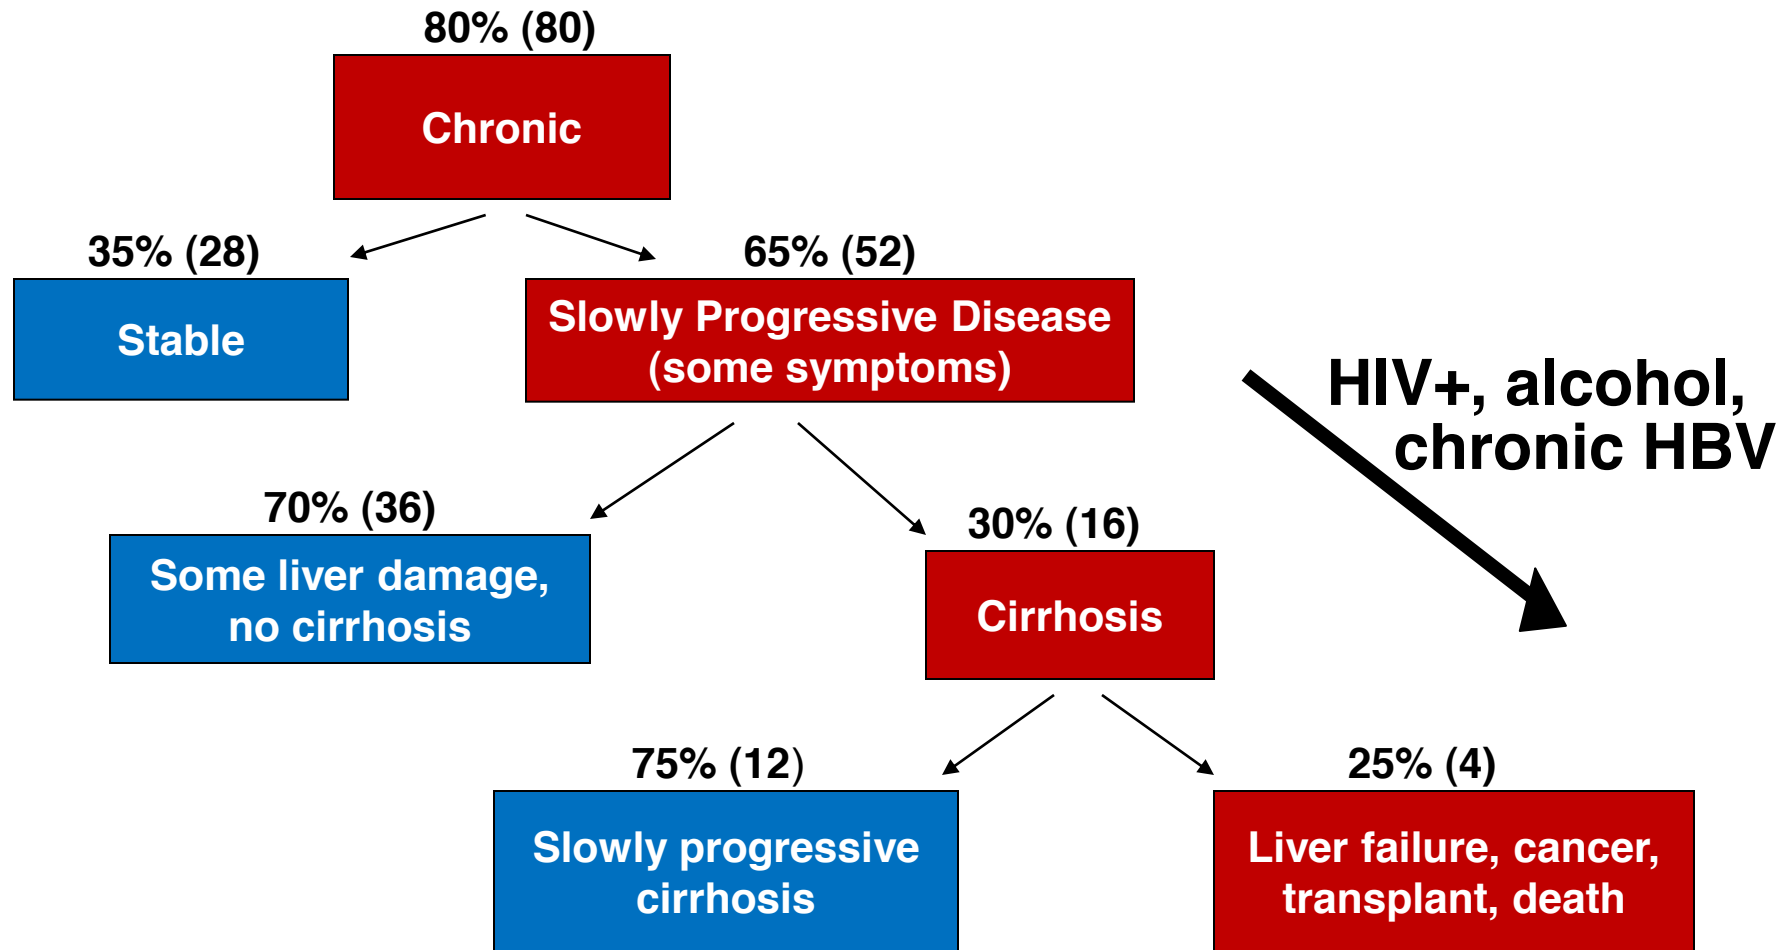 80% (80)
Chronic
35% (28)
Stable
65% (52)
Slowly Progressive Disease
(some symptoms)
HIV+, alcohol,
chronic HBV
70% (36)
Some liver damage,
no cirrhosis
30% (16)
Cirrhosis
75% (12)
Slowly progressive
cirrhosis
25% (4)
Liver failure, cancer,
transplant, death